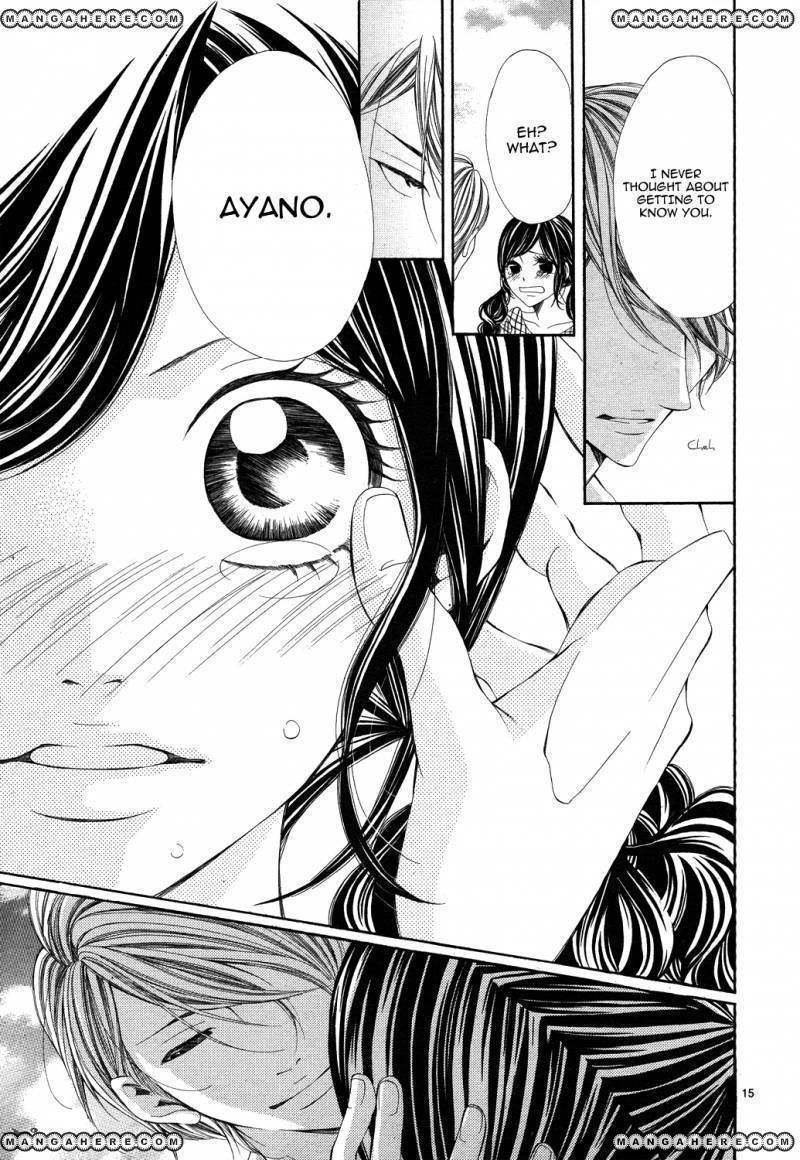 MANGAHERE.COM
MANGAHERE.COM
I NEVER
THOUGHT ABOUT
GETTING TO
KNOW YOU.
EH?
WHAT?
AYANO.
15
MANGAHERE.COM
MANGAHERE.COM